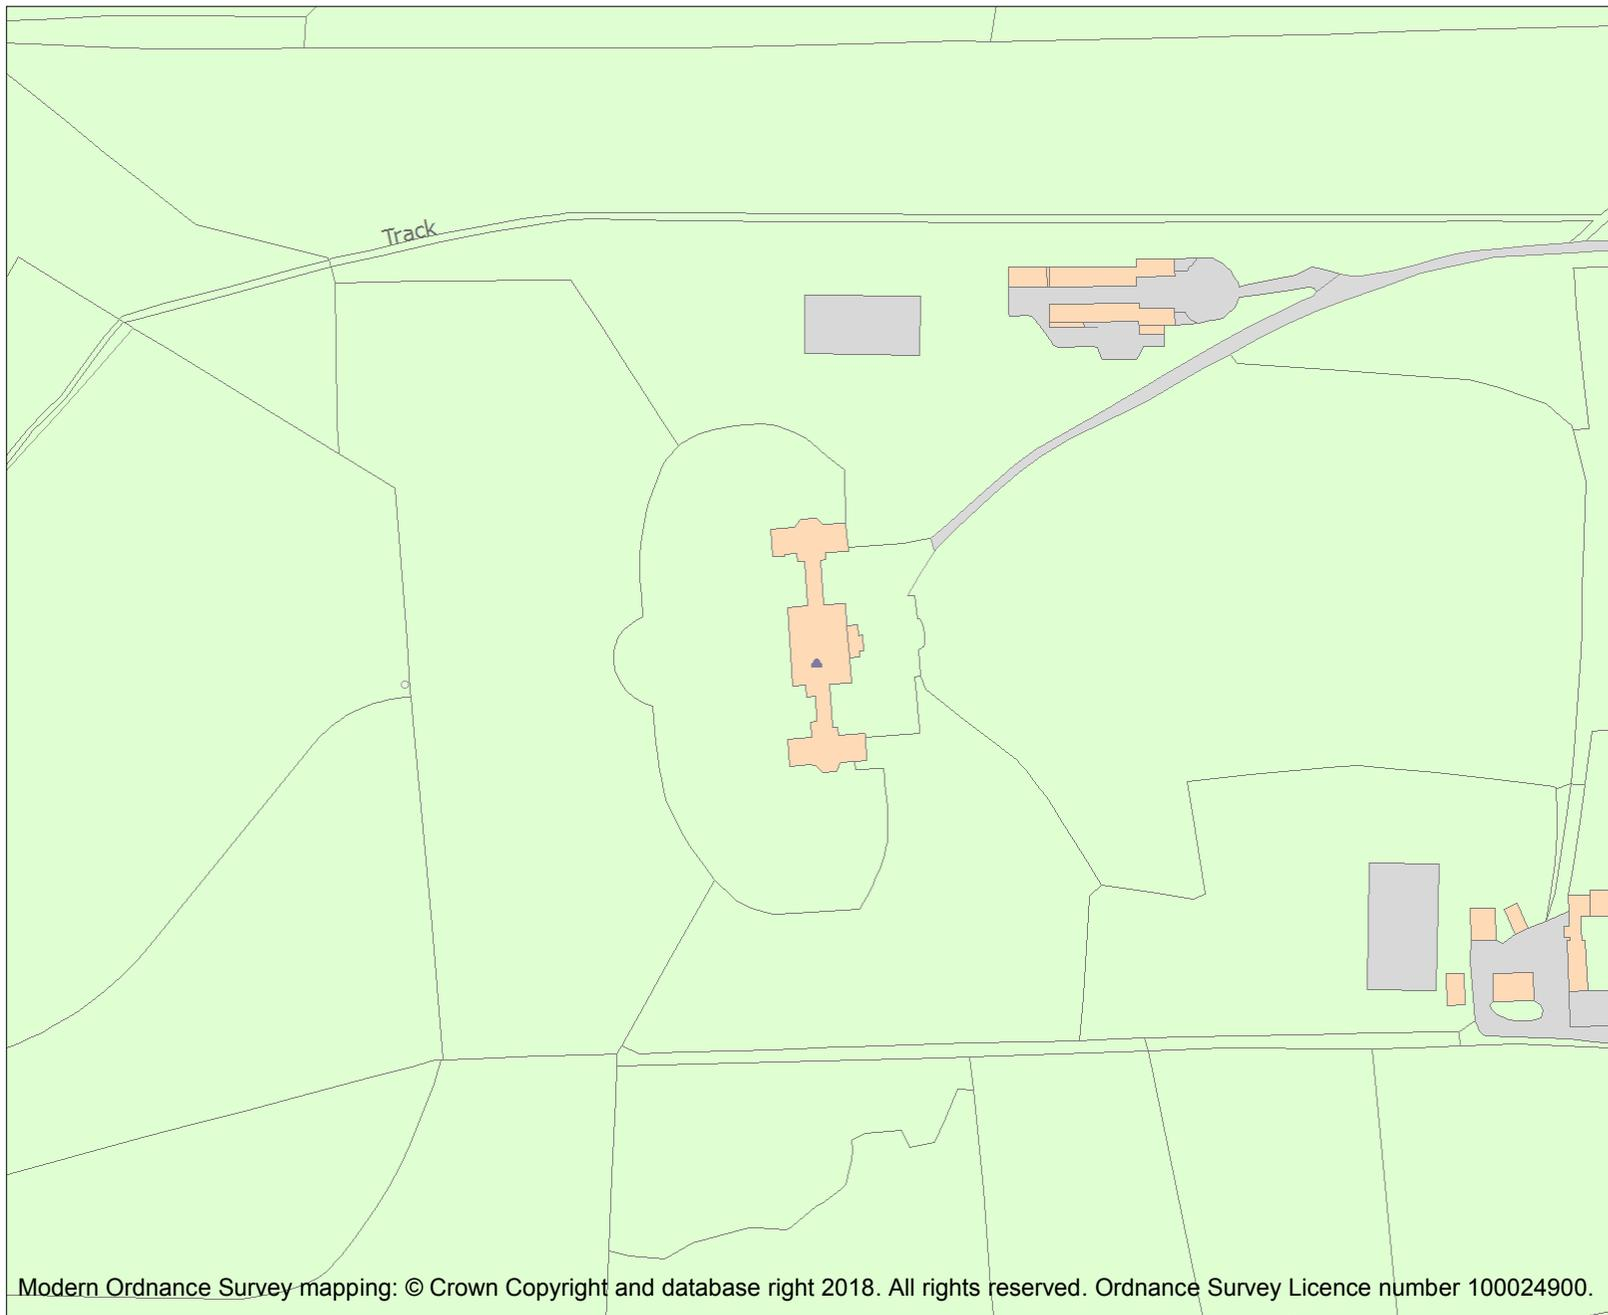 Track
Modern Ordnance Survey mapping: © Crown Copyright and database right 2018. All rights reserved. Ordnance Survey Licence number 100024900.